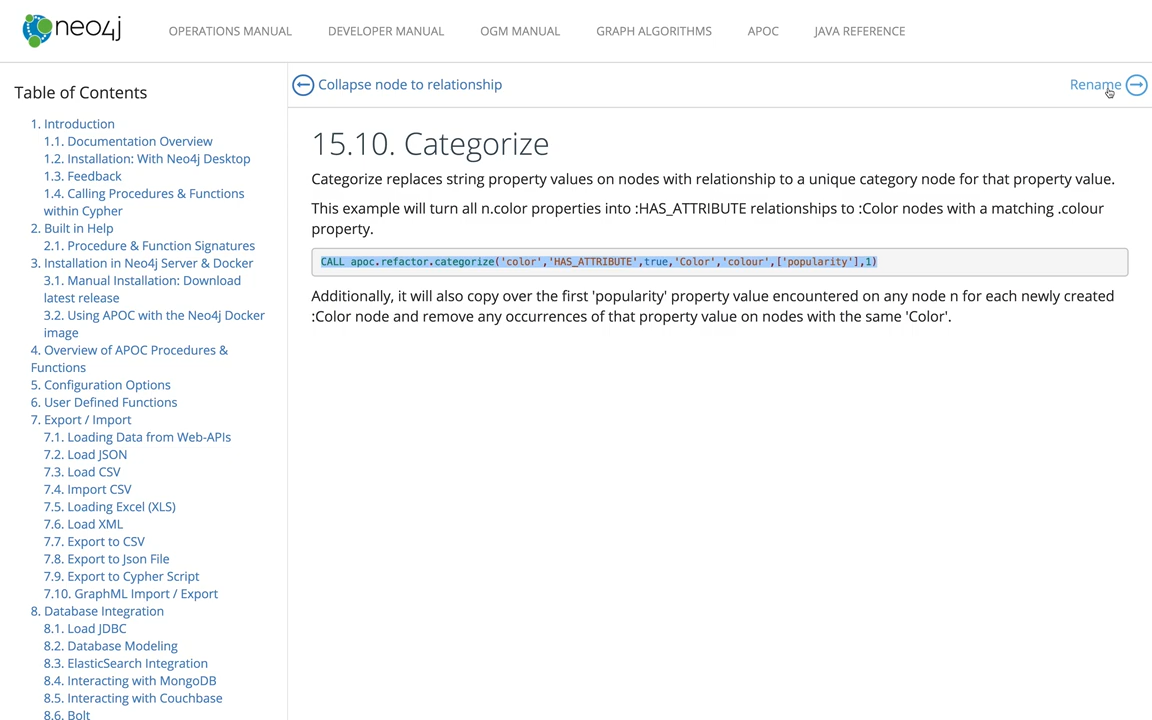 neo4j
OPERATIONS MANUAL DEVELOPER MANUAL OGM MANUAL GRAPH ALGORITHMS APOC JAVA REFERENCE
Table of Contents
1. Introduction
1.1. Documentation Overview
1.2. Installation: With Neo4j Desktop
1.3. Feedback
1.4. Calling Procedures & Functions
within Cypher
2. Built in Help
2.1. Procedure & Function Signatures
3. Installation in Neo4j Server & Docker
3.1. Manual Installation: Download
latest release
3.2. Using APOC with the Neo4j Docker
image
4. Overview of APOC Procedures &
Functions
5. Configuration Options
6. User Defined Functions
7. Export / Import
7.1. Loading Data from Web-APIs
7.2. Load JSON
7.3. Load CSV
7.4. Import CSV
7.5. Loading Excel (XLS)
7.6. Load XML
7.7. Export to CSV
7.8. Export to Json File
7.9. Export to Cypher Script
7.10. GraphML Import / Export
8. Database Integration
8.1. Load JDBC
8.2. Database Modeling
8.3. ElasticSearch Integration
8.4. Interacting with MongoDB
8.5. Interacting with Couchbase
8.6. Bolt
Collapse node to relationship
Rename
15.10. Categorize
Categorize replaces string property values on nodes with relationship to a unique category node for that property value.
This example will turn all n.color properties into :HAS_ATTRIBUTE relationships to :Color nodes with a matching .colour
property.
CALL apoc.refactor.categorize('color','HAS_ATTRIBUTE',true,'Color','colour',['popularity'],1)
Additionally, it will also copy over the first 'popularity' property value encountered on any node n for each newly created
:Color node and remove any occurrences of that property value on nodes with the same 'Color'.